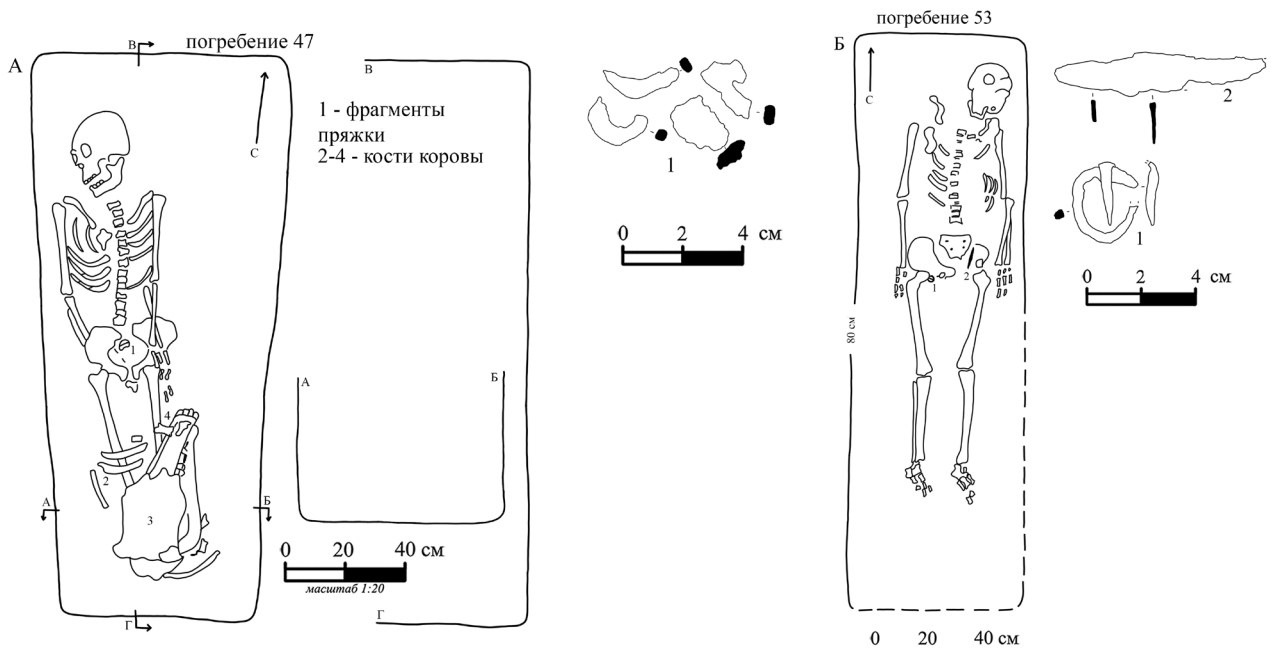 А
погребение 47
В
С
1
4
2
3
А
Б
Г
В
1 - фрагменты
пряжки
2-4 - кости коровы
А
Б
0 20 40 см
масштаб 1:20
Г
1
0 2 4 см
погребение 53
Б
С
1
2
80 см
0 20 40 см
2
1
0 2 4 см